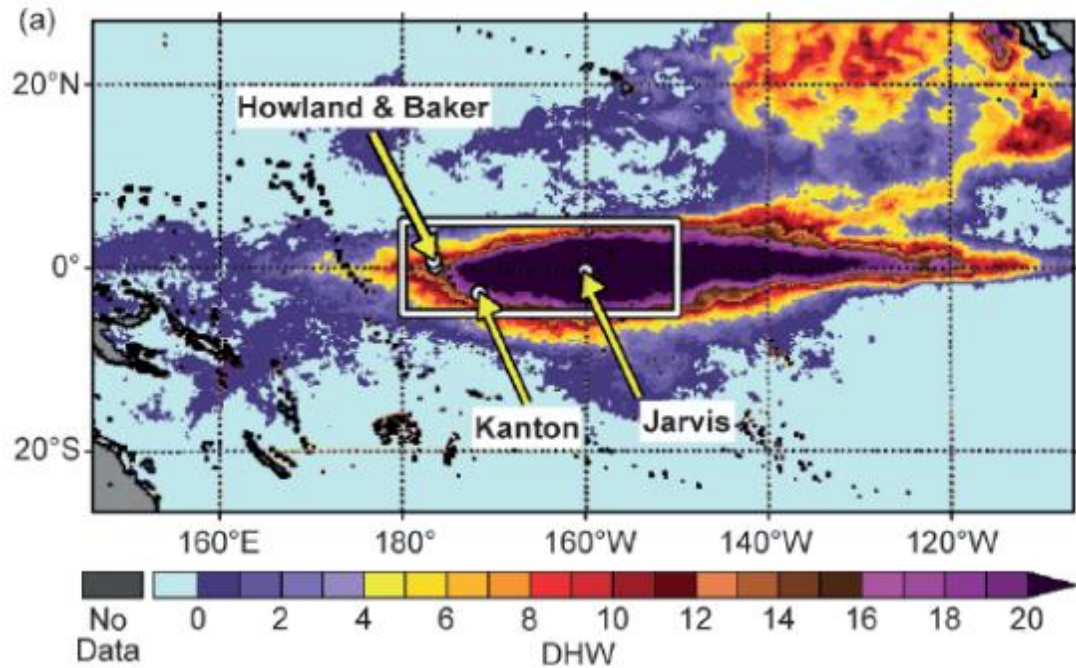 (a)
20°N
Howland & Baker
0°
Kanton
Jarvis
20°S
160°E 180° 160°W 140°W 120°W
No Data
0 2 4 6 8 10 12 14 16 18 20
DHW